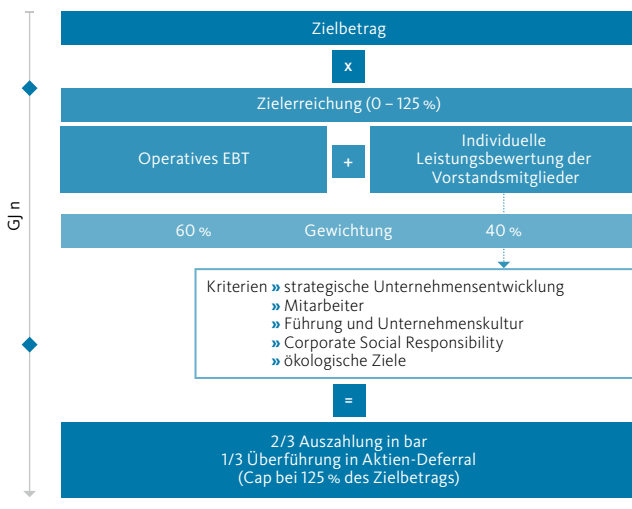 Zielbetrag
x
Zielerreichung (0 – 125 %)
Operatives EBT
+
Individuelle
Leistungsbewertung der
Vorstandsmitglieder
GJ n
60 % Gewichtung 40 %
Kriterien » strategische Unternehmensentwicklung
» Mitarbeiter
» Führung und Unternehmenskultur
» Corporate Social Responsibility
» ökologische Ziele
=
2/3 Auszahlung in bar
1/3 Überführung in Aktien-Deferral
(Cap bei 125 % des Zielbetrags)